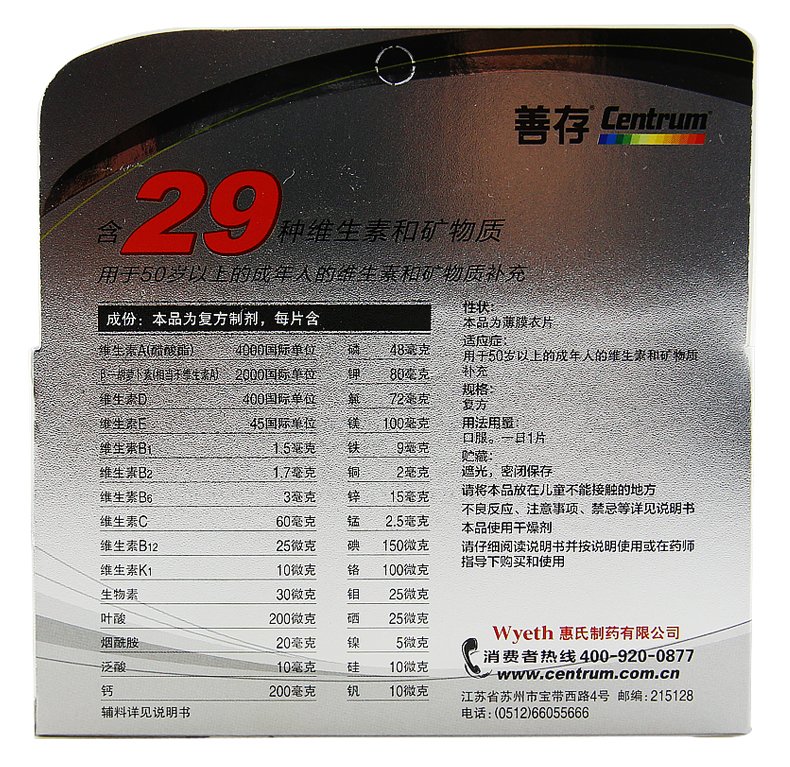 善存® Centrum®
含29种维生素和矿物质
用于50岁以上的成年人的维生素和矿物质补充
成份：本品为复方制剂，每片含
维生素A(醋酸酯) 4000国际单位 磷 48毫克
β－胡萝卜素(相当于维生素A) 2000国际单位 钾 80毫克
维生素D 400国际单位 氯 72毫克
维生素E 45国际单位 镁 100毫克
维生素B1 1.5毫克 铁 9毫克
维生素B2 1.7毫克 铜 2毫克
维生素B6 3毫克 锌 15毫克
维生素C 60毫克 锰 2.5毫克
维生素B12 25微克 碘 150微克
维生素K1 10微克 铬 100微克
生物素 30微克 钼 25微克
叶酸 200微克 硒 25微克
烟酰胺 20毫克 镍 5微克
泛酸 10毫克 硅 10微克
钙 200毫克 钒 10微克
辅料详见说明书
性状：
本品为薄膜衣片
适应症：
用于50岁以上的成年人的维生素和矿物质
补充
规格：
复方
用法用量：
口服。一日1片
贮藏：
遮光，密闭保存
请将本品放在儿童不能接触的地方
不良反应、注意事项、禁忌等详见说明书
本品使用干燥剂
请仔细阅读说明书并按说明使用或在药师
指导下购买和使用
Wyeth 惠氏制药有限公司
消费者热线 400-920-0877
www.centrum.com.cn
江苏省苏州市宝带西路4号 邮编：215128
电话：(0512)66055666